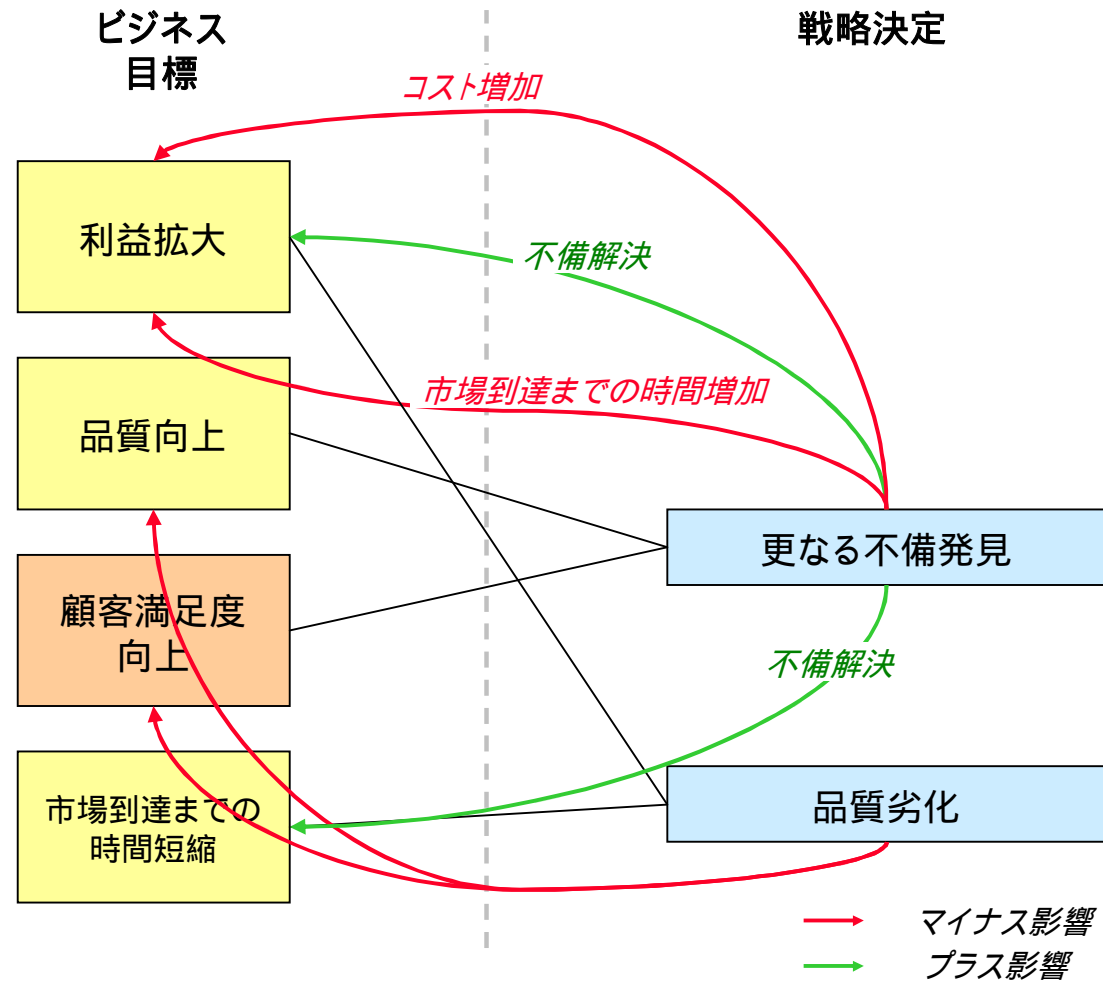 ビジネス
目標
戦略決定
コスト増加
利益拡大
不備解決
市場到達までの時間増加
品質向上
更なる不備発見
顧客満足度
向上
不備解決
市場到達までの
時間短縮
品質劣化
マイナス影響
プラス影響